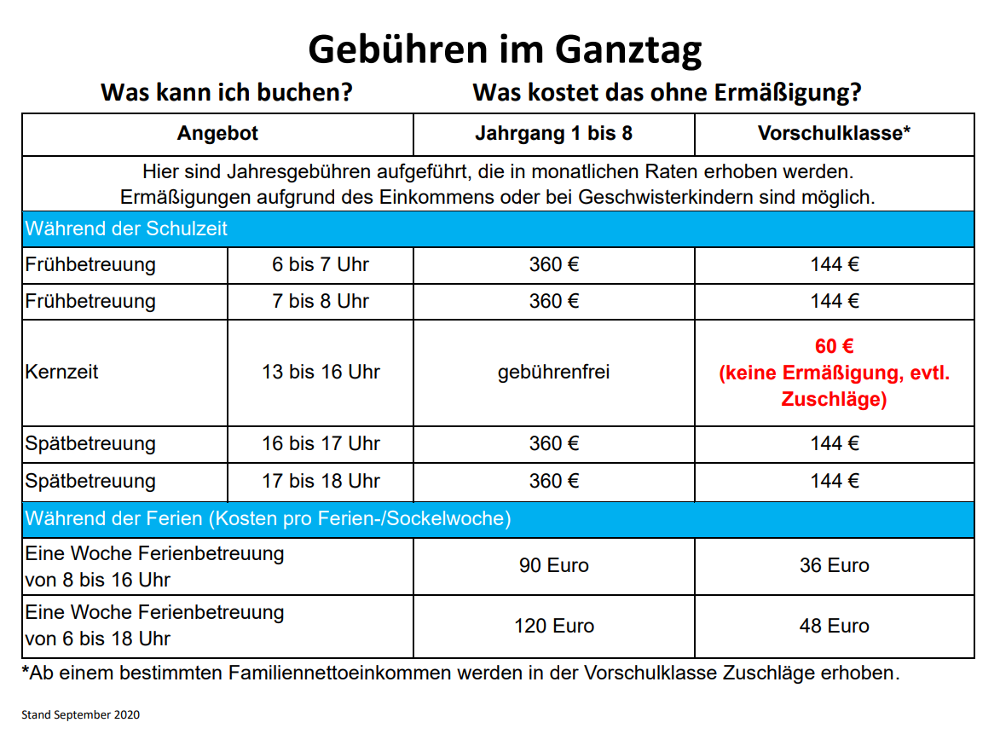 Gebühren im Ganztag
Was kann ich buchen? Was kostet das ohne Ermäßigung?
Angebot Jahrgang 1 bis 8 Vorschulklasse*
Hier sind Jahresgebühren aufgeführt, die in monatlichen Raten erhoben werden.
Ermäßigungen aufgrund des Einkommens oder bei Geschwisterkindern sind möglich.
Während der Schulzeit
Frühbetreuung 6 bis 7 Uhr 360 € 144 €
Frühbetreuung 7 bis 8 Uhr 360 € 144 €
Kernzeit 13 bis 16 Uhr gebührenfrei 60 €
(keine Ermäßigung, evtl.
Zuschläge)
Spätbetreuung 16 bis 17 Uhr 360 € 144 €
Spätbetreuung 17 bis 18 Uhr 360 € 144 €
Während der Ferien (Kosten pro Ferien-/Sockelwoche)
Eine Woche Ferienbetreuung
von 8 bis 16 Uhr 90 Euro 36 Euro
Eine Woche Ferienbetreuung
von 6 bis 18 Uhr 120 Euro 48 Euro
*Ab einem bestimmten Familiennettoeinkommen werden in der Vorschulklasse Zuschläge erhoben.
Stand September 2020